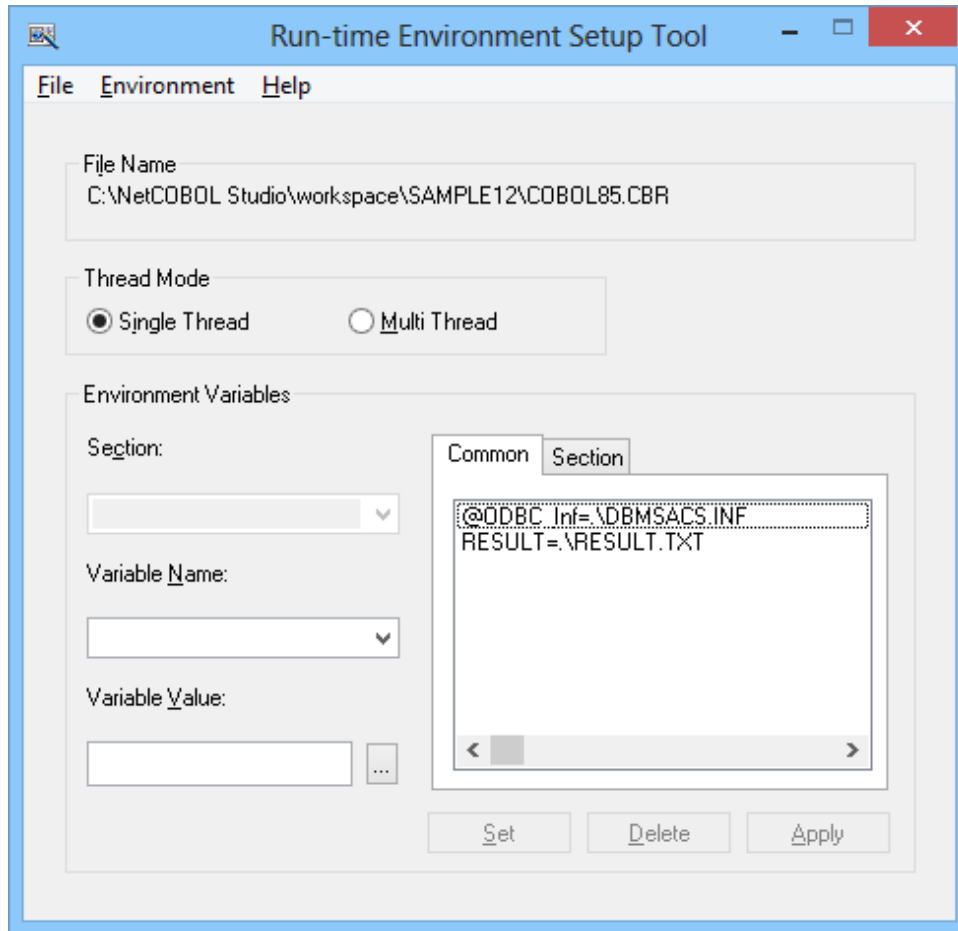 Run-time Environment Setup Tool
File Environment Help
File Name
C:\NetCOBOL Studio\workspace\SAMPLE12\COBOL85.CBR
Thread Mode
Single Thread Multi Thread
Environment Variables
Section:
Variable Name:
Variable Value:
...
Common Section
@ODBC_Inf=.\DBMSACS.INF
RESULT=.\RESULT.TXT
Set Delete Apply